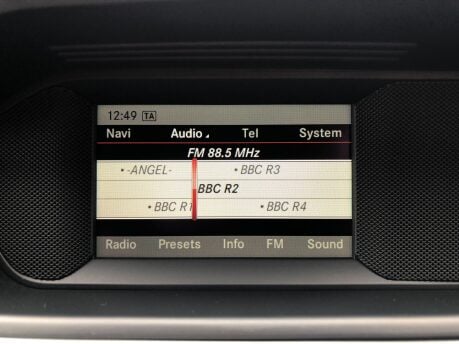 12:49 TA
Navi Audio Tel System
FM 88.5 MHz
•-ANGEL- •BBC R3
BBC R2
•BBC R1 •BBC R4
Radio Presets Info FM Sound